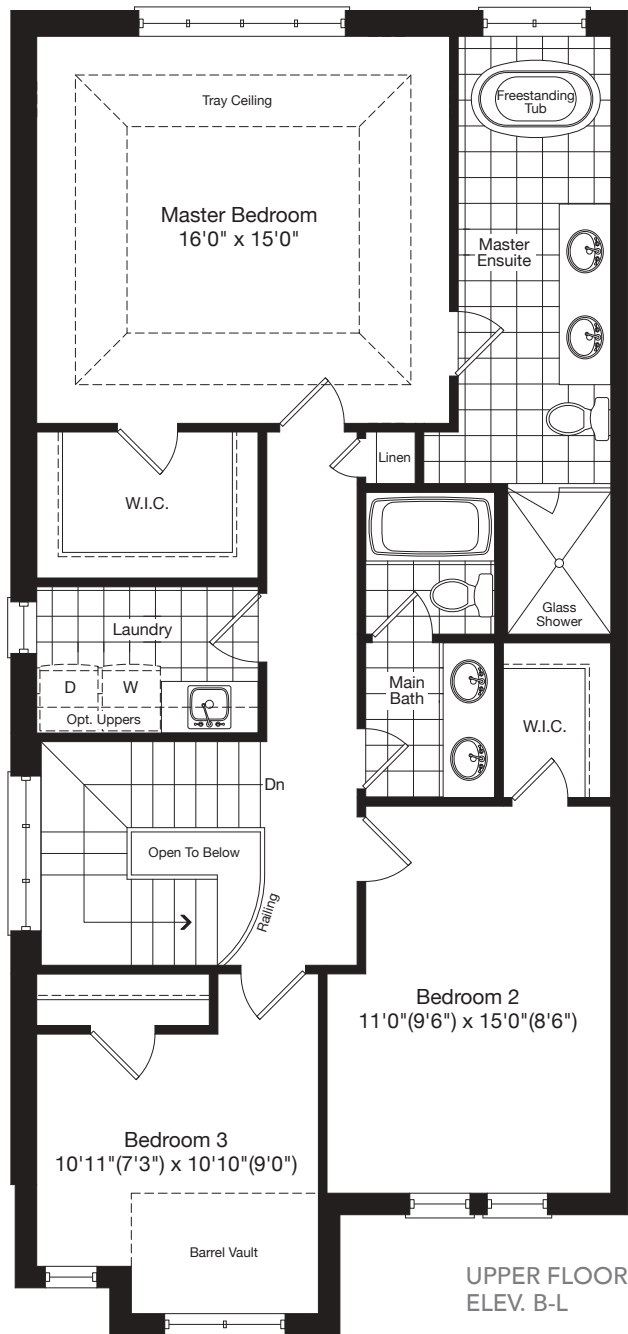 Tray Ceiling
Freestanding
Tub
Master Bedroom
16'0" x 15'0"
Master
Ensuite
Linen
W.I.C.
Glass
Shower
Laundry
D
W
Opt. Uppers
Main
Bath
W.I.C.
Dn
Open To Below
Railing
Bedroom 2
11'0"(9'6") x 15'0"(8'6")
Bedroom 3
10'11"(7'3") x 10'10"(9'0")
Barrel Vault
UPPER FLOOR
ELEV. B-L